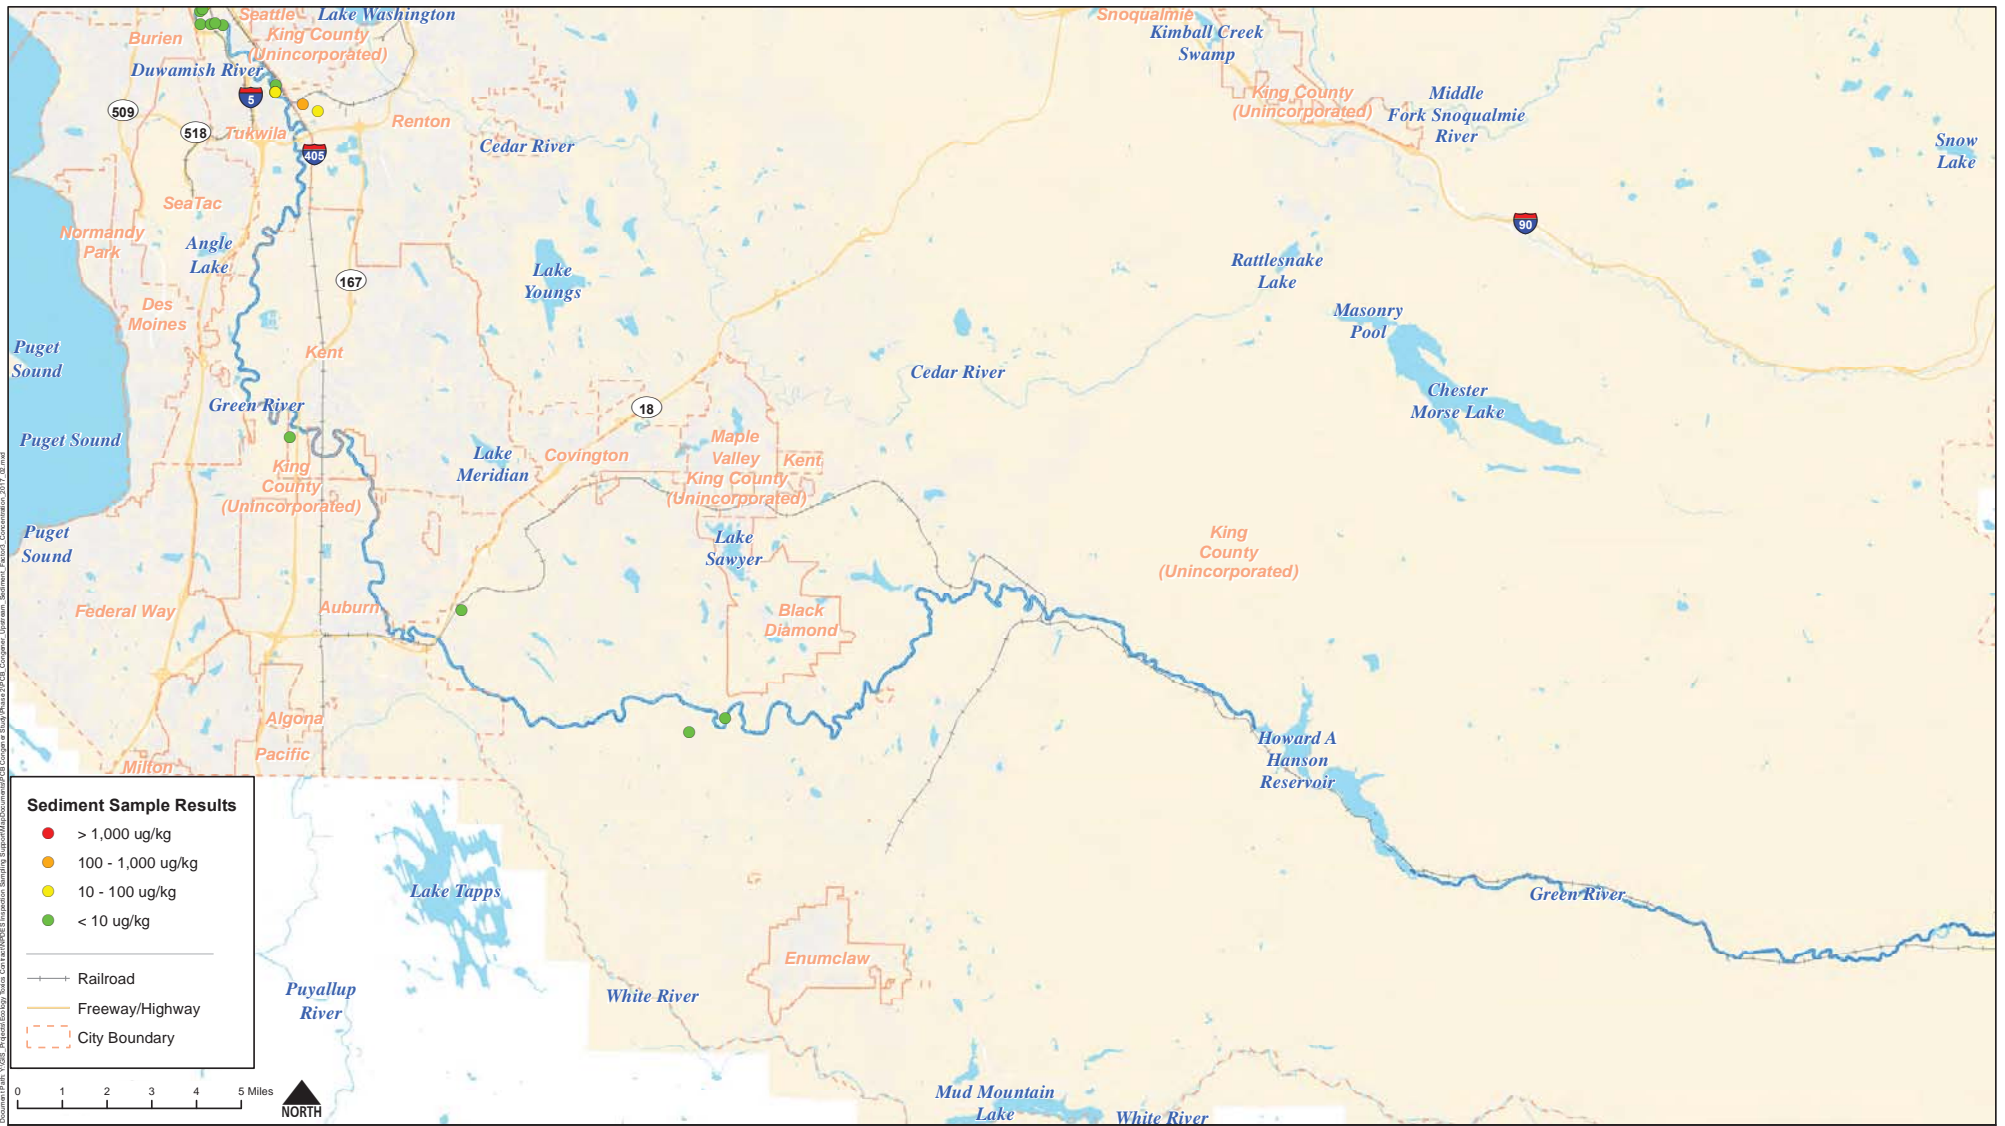 Seattle
Lake Washington
King County
(Unincorporated)
Burien
Duwamish River
5
509
518
Tukwila
Renton
405
Cedar River
SeaTac
Normandy
Park
Angle
Lake
167
Des
Moines
Lake
Youngs
Puget
Sound
Kent
Green River
Puget Sound
18
King
County
(Unincorporated)
Lake
Meridian
Covington
Maple
Valley
Kent
King County
(Unincorporated)
Puget
Sound
Lake
Sawyer
Federal Way
Auburn
Black
Diamond
Algona
Pacific
Milton
Snoqualmie
Kimball Creek
Swamp
King County
(Unincorporated)
Middle
Fork Snoqualmie
River
Snow
Lake
90
Rattlesnake
Lake
Masonry
Pool
Cedar River
Chester
Morse Lake
King
County
(Unincorporated)
Howard A
Hanson
Reservoir
Green River
Lake Tapps
Enumclaw
Puyallup
River
White River
Mud Mountain
Lake
White River
Sediment Sample Results
> 1,000 ug/kg
100 - 1,000 ug/kg
10 - 100 ug/kg
< 10 ug/kg
Railroad
Freeway/Highway
City Boundary
0 1 2 3 4 5 Miles
NORTH